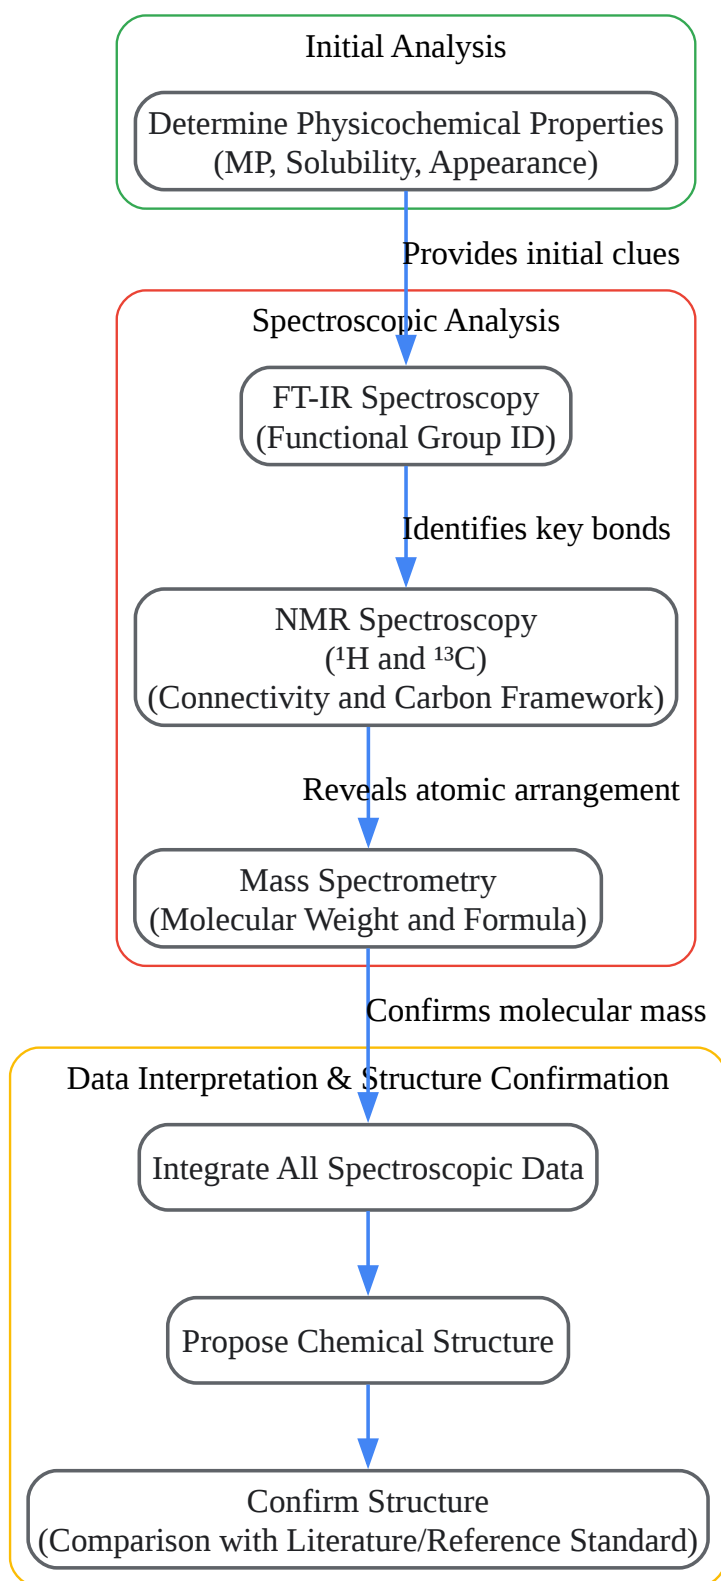 Initial Analysis
Determine Physicochemical Properties
(MP, Solubility, Appearance)
Provides initial clues
Spectroscopic Analysis
FT-IR Spectroscopy
(Functional Group ID)
Identifies key bonds
NMR Spectroscopy
(¹H and ¹³C)
(Connectivity and Carbon Framework)
Reveals atomic arrangement
Mass Spectrometry
(Molecular Weight and Formula)
Confirms molecular mass
Data Interpretation & Structure Confirmation
Integrate All Spectroscopic Data
Propose Chemical Structure
Confirm Structure
(Comparison with Literature/Reference Standard)